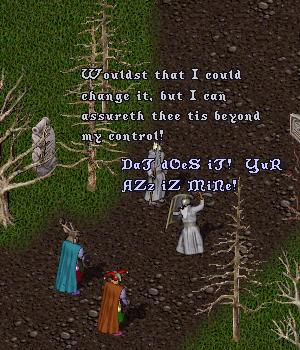 Wouldst that I could
change it, but I can
assureth thee tis beyond
my control!
DaT dOeS iT! YuR
AZz iZ MiNe!